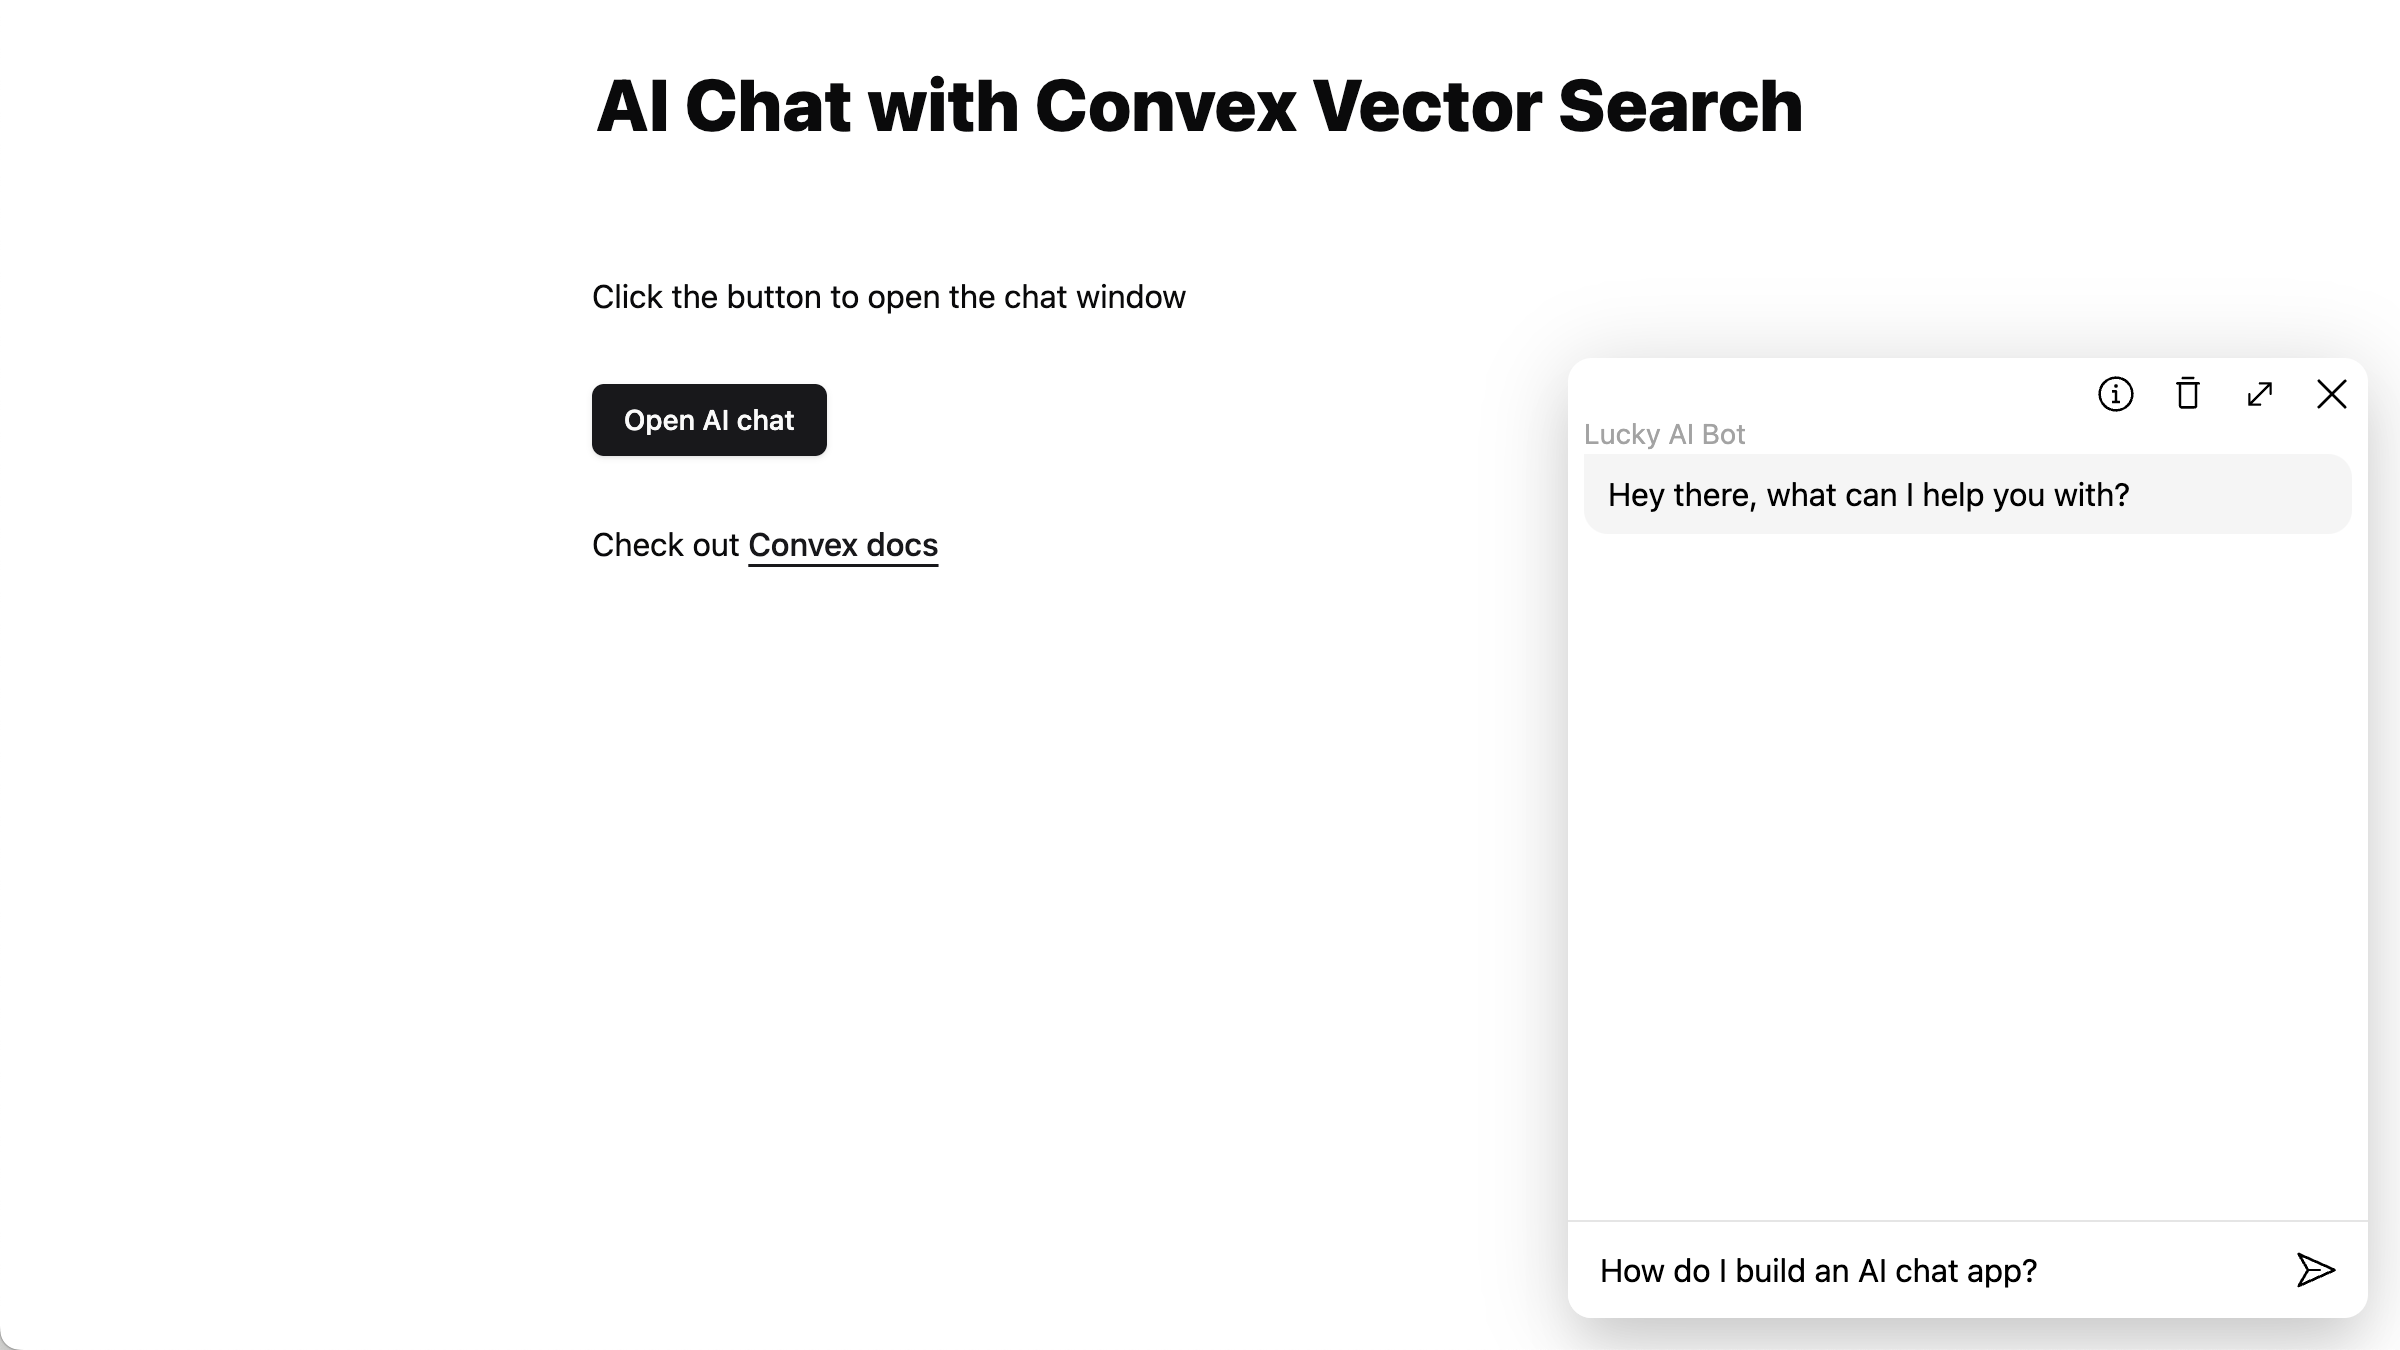 AI Chat with Convex Vector Search
Click the button to open the chat window
Open AI chat
Check out Convex docs
Lucky AI Bot
Hey there, what can I help you with?
How do I build an AI chat app?